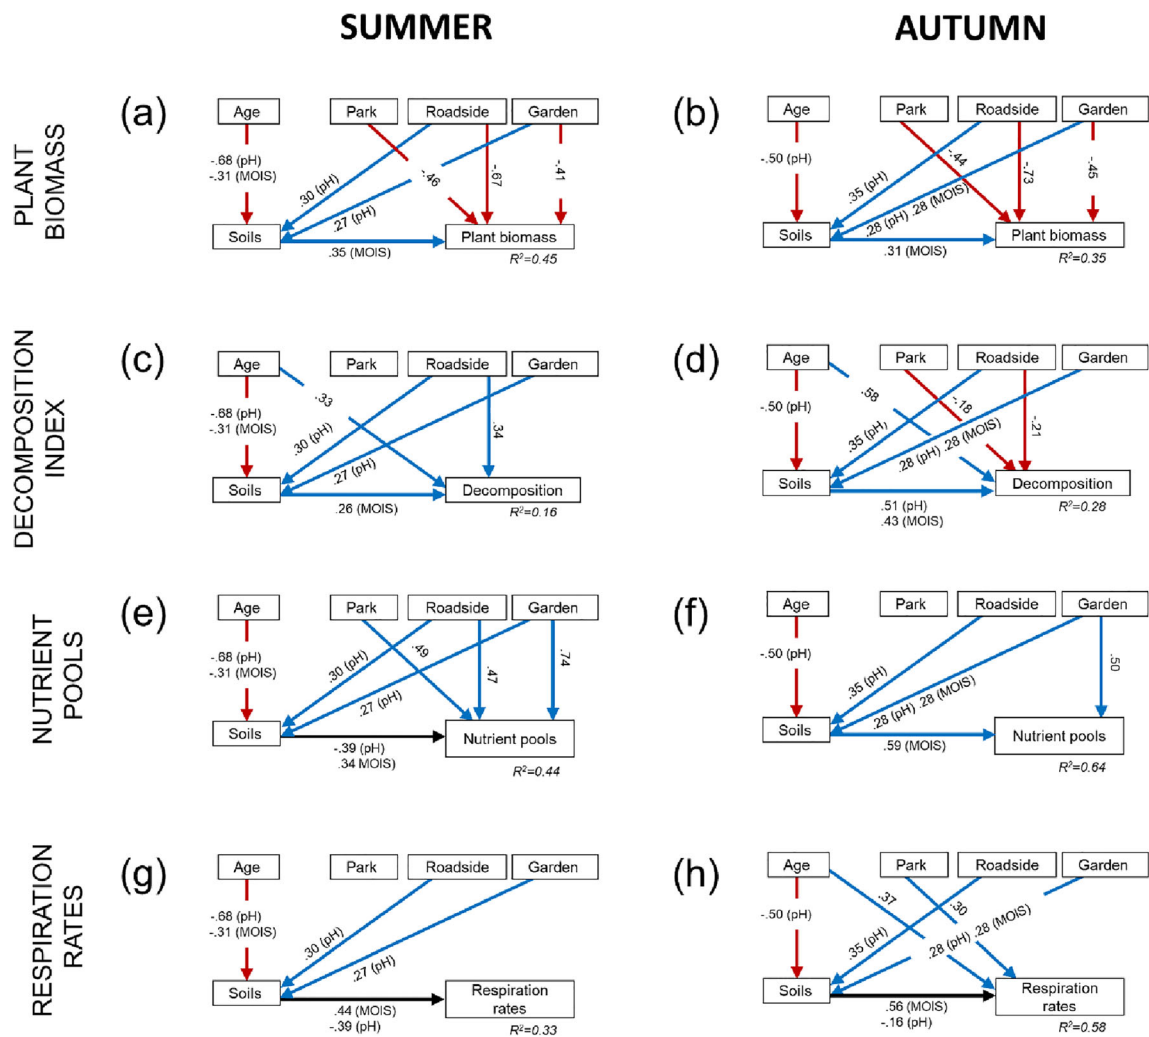 SUMMER
AUTUMN
PLANT
BIOMASS
(a)
Age
Park
Roadside
Garden
-.68 (pH)
-.31 (MOIS)
.30 (pH)
.27 (pH)
-.46
-.67
-.41
Soils
Plant biomass
.35 (MOIS)
R²=0.45
(b)
Age
Park
Roadside
Garden
-.50 (pH)
.35 (pH)
.28 (pH) .28 (MOIS)
-.44
-.73
-.45
Soils
Plant biomass
.31 (MOIS)
R²=0.35
DECOMPOSITION
INDEX
(c)
Age
Park
Roadside
Garden
.33
-.68 (pH)
-.31 (MOIS)
.30 (pH)
.27 (pH)
.34
Soils
Decomposition
.26 (MOIS)
R²=0.16
(d)
Age
Park
Roadside
Garden
-.50 (pH)
.58
-.18
-.21
.35 (pH)
.28 (pH) .28 (MOIS)
Soils
Decomposition
.51 (pH)
.43 (MOIS)
R²=0.28
NUTRIENT
POOLS
(e)
Age
Park
Roadside
Garden
-.68 (pH)
-.31 (MOIS)
.30 (pH)
.27 (pH)
.49
.47
.74
Soils
Nutrient pools
-.39 (pH)
.34 MOIS)
R²=0.44
(f)
Age
Park
Roadside
Garden
-.50 (pH)
.35 (pH)
.28 (pH) .28 (MOIS)
.50
Soils
Nutrient pools
.59 (MOIS)
R²=0.64
RESPIRATION
RATES
(g)
Age
Park
Roadside
Garden
-.68 (pH)
-.31 (MOIS)
.30 (pH)
.27 (pH)
Soils
Respiration
rates
.44 (MOIS)
-.39 (pH)
R²=0.33
(h)
Age
Park
Roadside
Garden
-.50 (pH)
.37
.30
.35 (pH)
.28 (pH) .28 (MOIS)
Soils
Respiration
rates
.56 (MOIS)
-.16 (pH)
R²=0.58